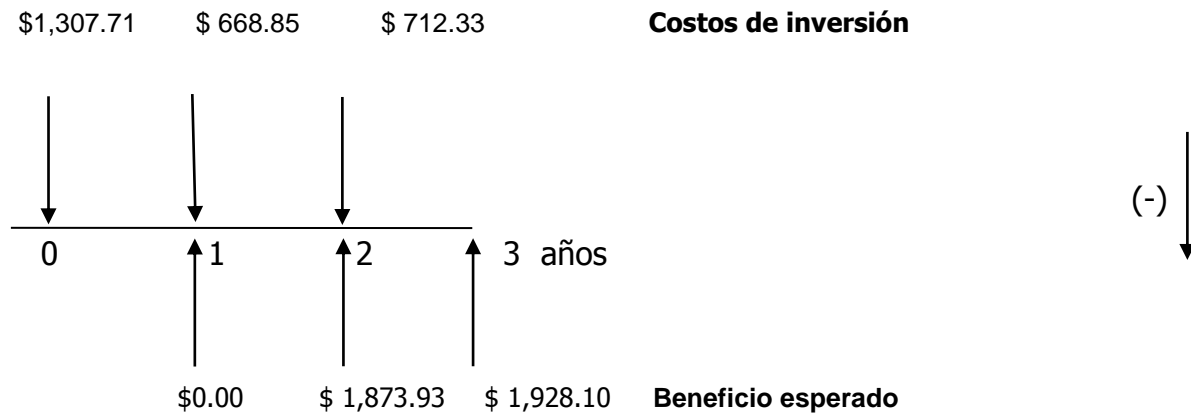 $1,307.71 $ 668.85 $ 712.33 Costos de inversión
(-)
0 1 2 3 años
$0.00 $ 1,873.93 $ 1,928.10 Beneficio esperado